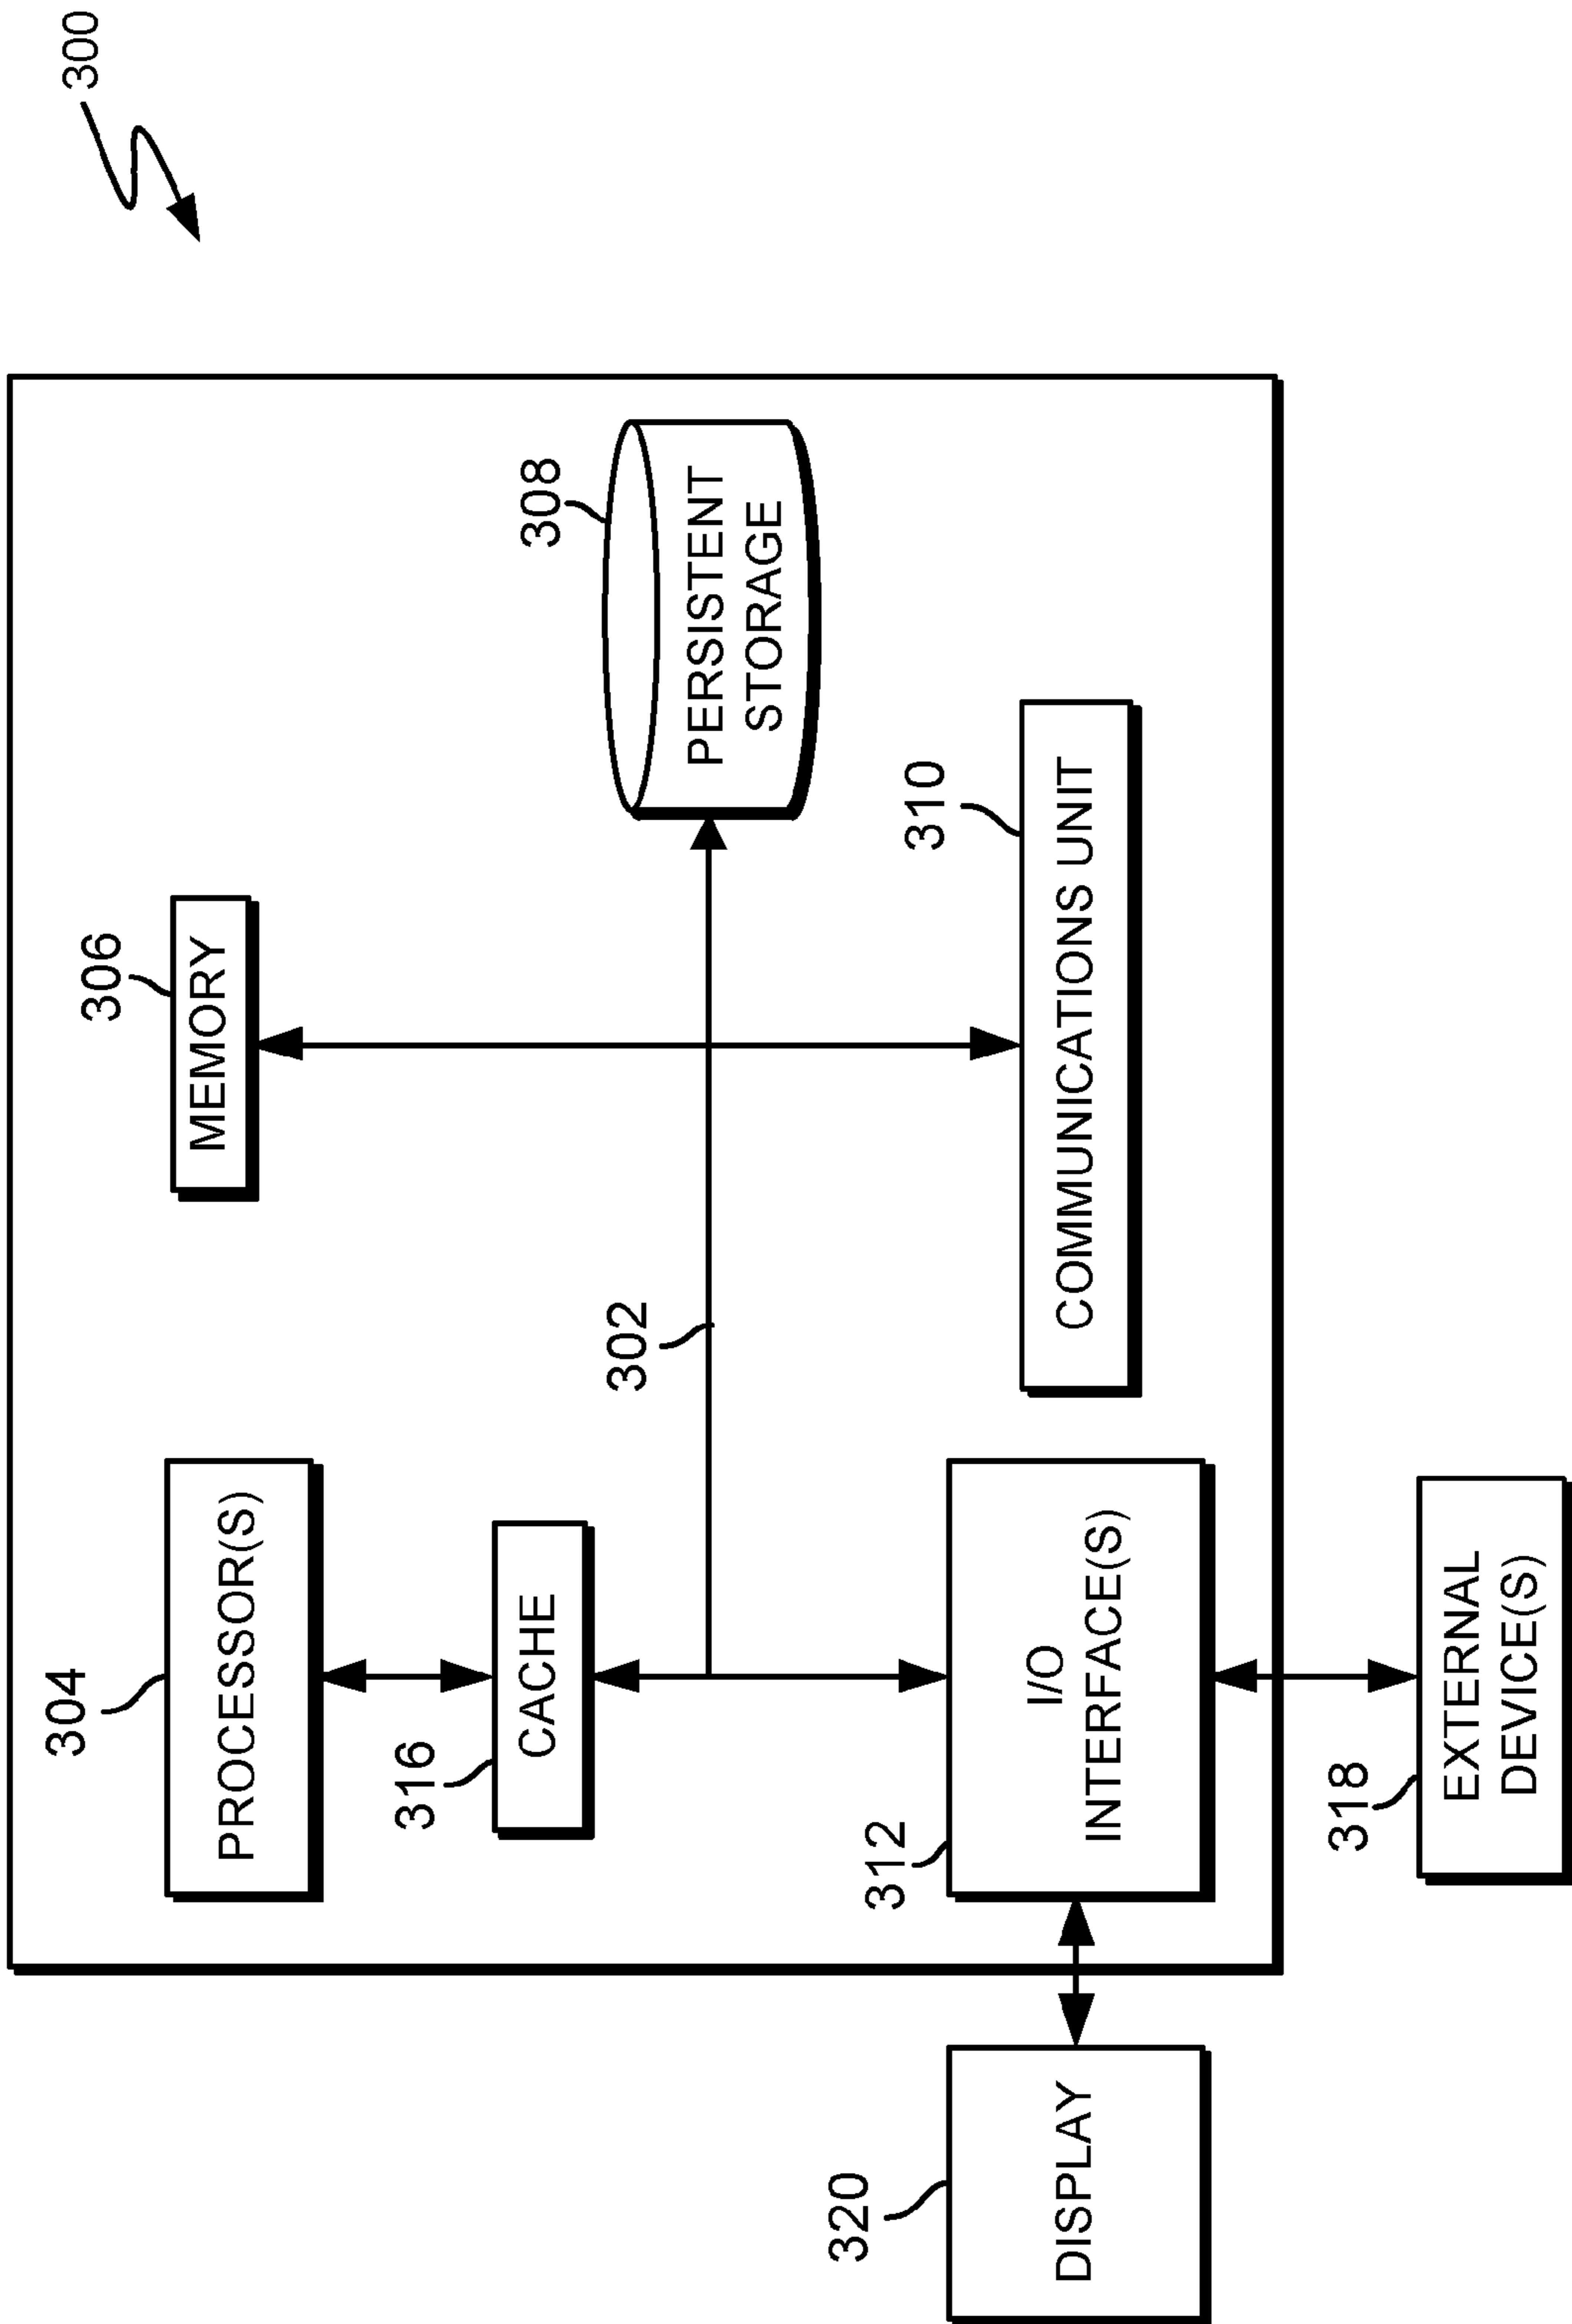 300
304
PROCESSOR(S)
306
MEMORY
316
CACHE
308
PERSISTENT
STORAGE
302
320
DISPLAY
312
I/O
INTERFACE(S)
310
COMMUNICATIONS UNIT
318
EXTERNAL
DEVICE(S)